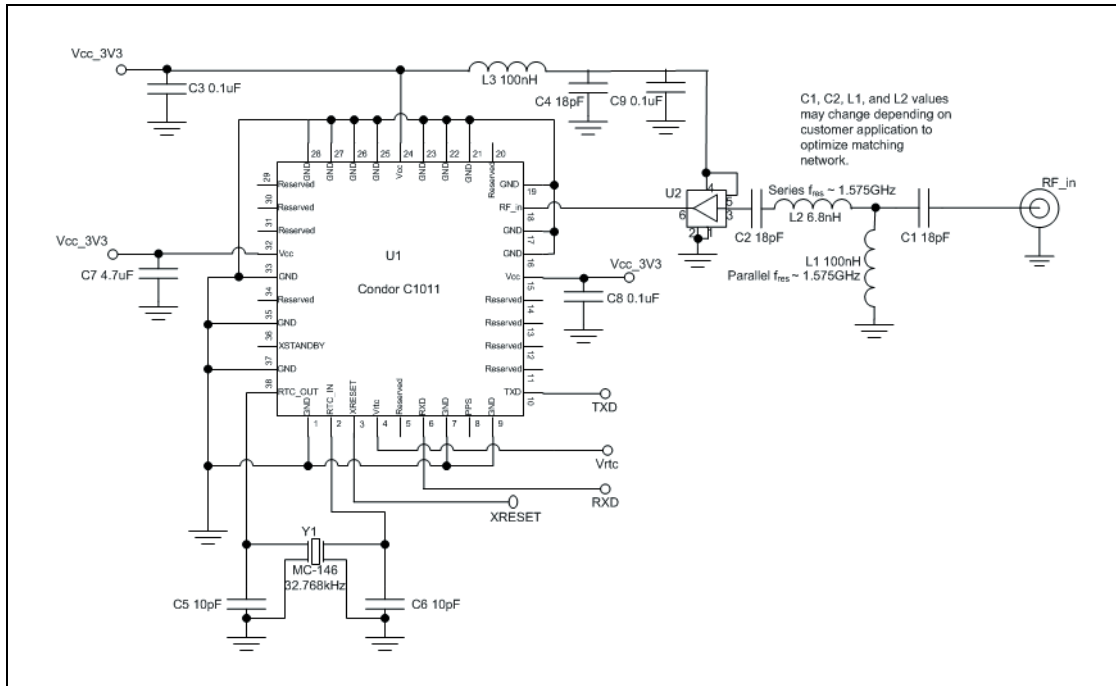 Vcc_3V3
C3 0.1uF
L3 100nH
C4 18pF
C9 0.1uF
C1, C2, L1, and L2 values
may change depending on
customer application to
optimize matching
network.
28 27 26 25 24 23 22 21 20
GND GND GND GND Vcc GND GND GND Reserved
29 Reserved
30 Reserved
31 Reserved
32 Vcc
33 GND
34 Reserved
35 GND
36 XSTANDBY
37 GND
38 RTC_OUT
GND 19
RF_in 18
GND 17
GND 16
Vcc 15
Reserved 14
Reserved 13
Reserved 12
Reserved 11
TXD 10
U1
Condor C1011
GND RTC_IN XRESET Vrtc Reserved RXD GND PPS GND
1 2 3 4 5 6 7 8 9
Vcc_3V3
C7 4.7uF
Vcc_3V3
C8 0.1uF
U2
4
5
6
3
2
1
Series fres ~ 1.575GHz
L2 6.8nH
C2 18pF
C1 18pF
RF_in
L1 100nH
Parallel fres ~ 1.575GHz
TXD
Vrtc
RXD
XRESET
Y1
MC-146
32.768kHz
C5 10pF
C6 10pF